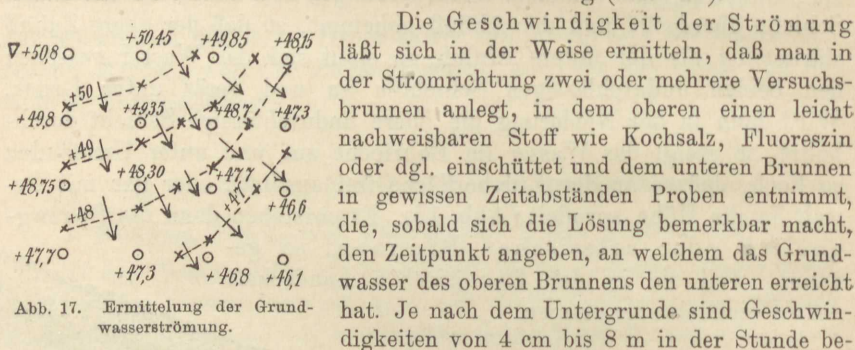 ∇+50,8
+50,45
+49,85
+48,15
+50
+49,8
+49,35
+48,7
+47,3
+49
+48,75
+48,30
+47,7
+47
+46,6
+48
+47,7
+47,3
+46,8
+46,1
Abb. 17. Ermittelung der Grund-
wasserströmung.
Die Geschwindigkeit der Strömung
läßt sich in der Weise ermitteln, daß man in
der Stromrichtung zwei oder mehrere Versuchs-
brunnen anlegt, in dem oberen einen leicht
nachweisbaren Stoff wie Kochsalz, Fluoreszin
oder dgl. einschüttet und dem unteren Brunnen
in gewissen Zeitabständen Proben entnimmt,
die, sobald sich die Lösung bemerkbar macht,
den Zeitpunkt angeben, an welchem das Grund-
wasser des oberen Brunnens den unteren erreicht
hat. Je nach dem Untergrunde sind Geschwin-
digkeiten von 4 cm bis 8 m in der Stunde be-